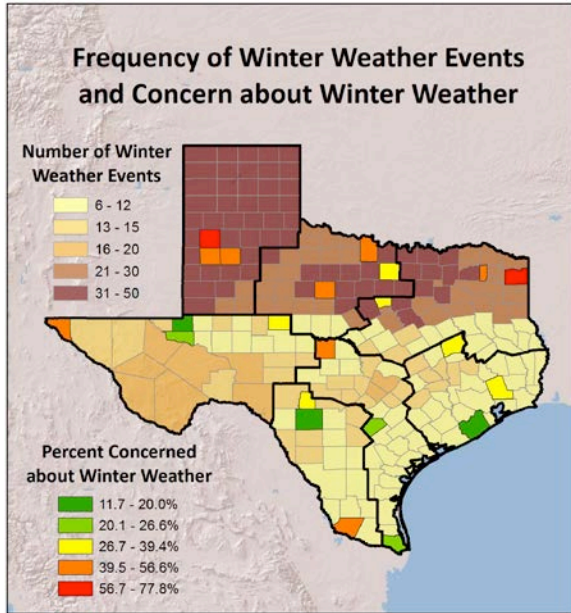 Frequency of Winter Weather Events
and Concern about Winter Weather
Number of Winter
Weather Events
6 - 12
13 - 15
16 - 20
21 - 30
31 - 50
Percent Concerned
about Winter Weather
11.7 - 20.0%
20.1 - 26.6%
26.7 - 39.4%
39.5 - 56.6%
56.7 - 77.8%